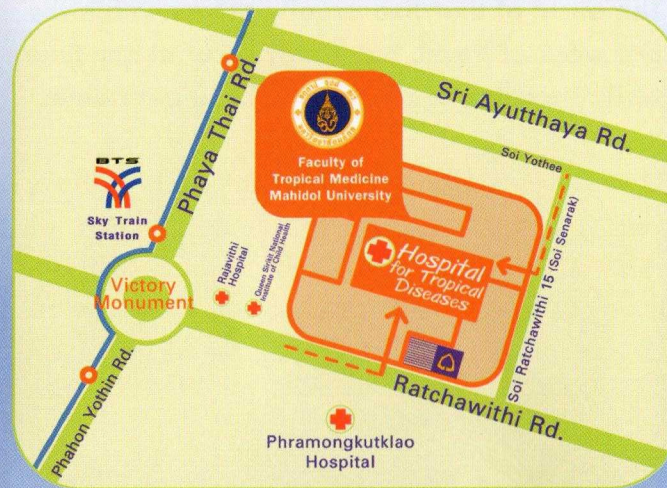 Phaya Thai Rd.
Sri Ayutthaya Rd.
Soi Yothee
Faculty of
Tropical Medicine
Mahidol University
BTS
Sky Train
Station
Victory
Monument
Rajavithi
Hospital
Queen Sirikit National
Institute of Child Health
Hospital
for Tropical
Diseases
Soi Ratchawithi 15 (Soi Senarak)
Ratchawithi Rd.
Phahon Yothin Rd.
Phramongkutklao
Hospital